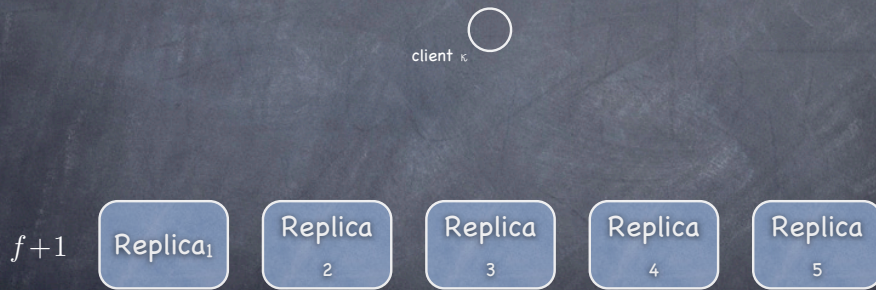 client κ
f+1
Replica1
Replica
2
Replica
3
Replica
4
Replica
5